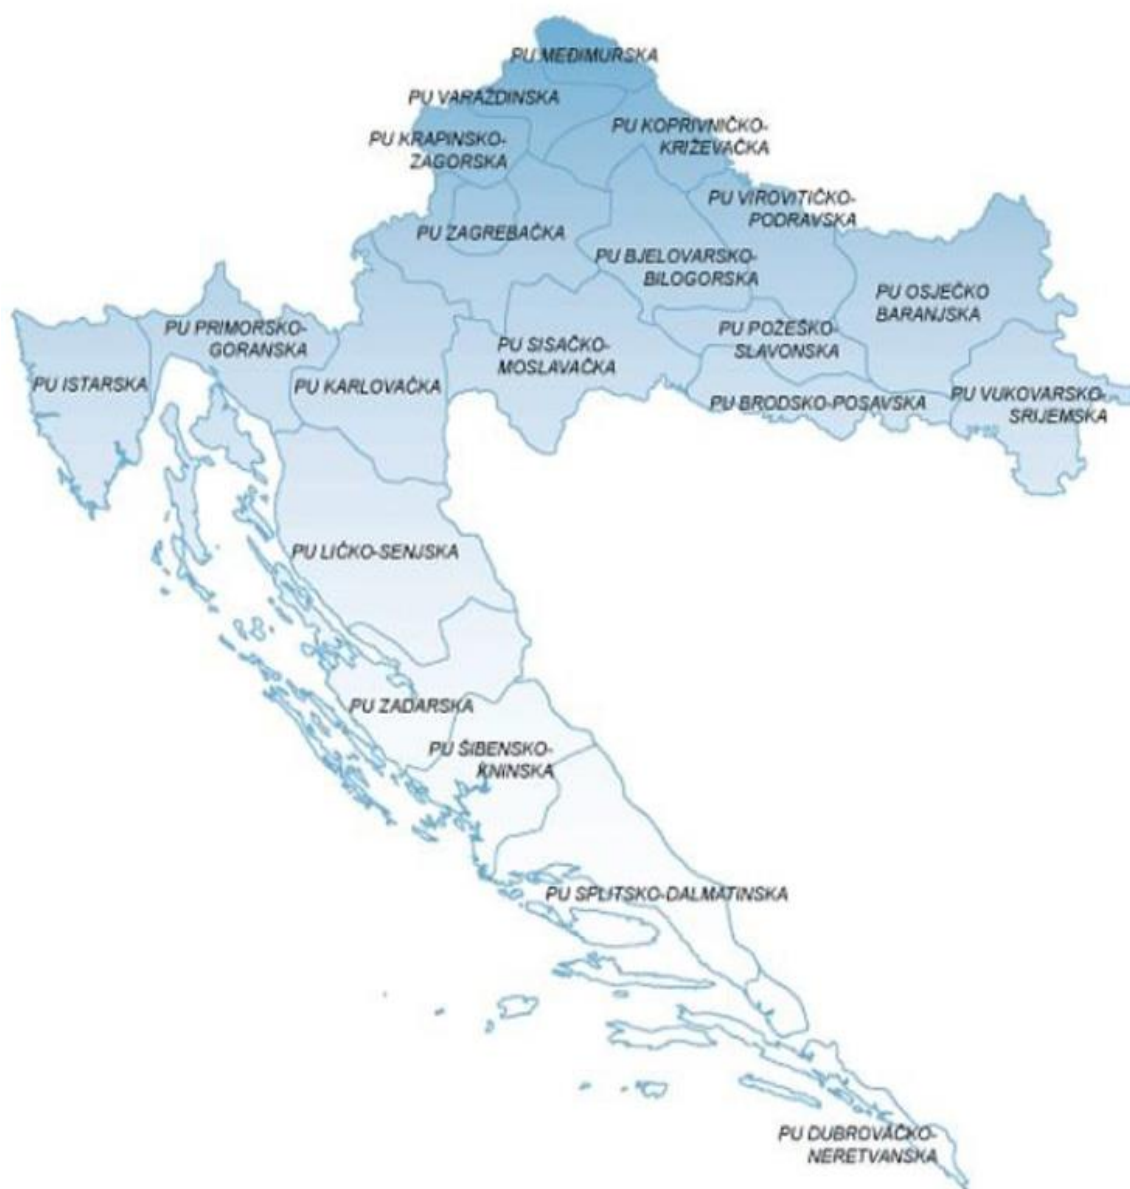 PU MEĐIMURSKA
PU VARAŽDINSKA
PU KOPRIVNIČKO-
KRIŽEVAČKA
PU KRAPINSKO-
ZAGORSKA
PU VIROVITIČKO-
PODRAVSKA
PU ZAGREBAČKA
PU BJELOVARSKO-
BILOGORSKA
PU OSJEČKO
BARANJSKA
PU PRIMORSKO-
GORANSKA
PU SISAČKO-
MOSLAVAČKA
PU POŽEŠKO-
SLAVONSKA
PU ISTARSKA
PU KARLOVAČKA
PU BRODSKO-POSAVSKA
PU VUKOVARSKO-
SRIJEMSKA
PU LIČKO-SENJSKA
PU ZADARSKA
PU ŠIBENSKO-
KNINSKA
PU SPLITSKO-DALMATINSKA
PU DUBROVAČKO-
NERETVANSKA